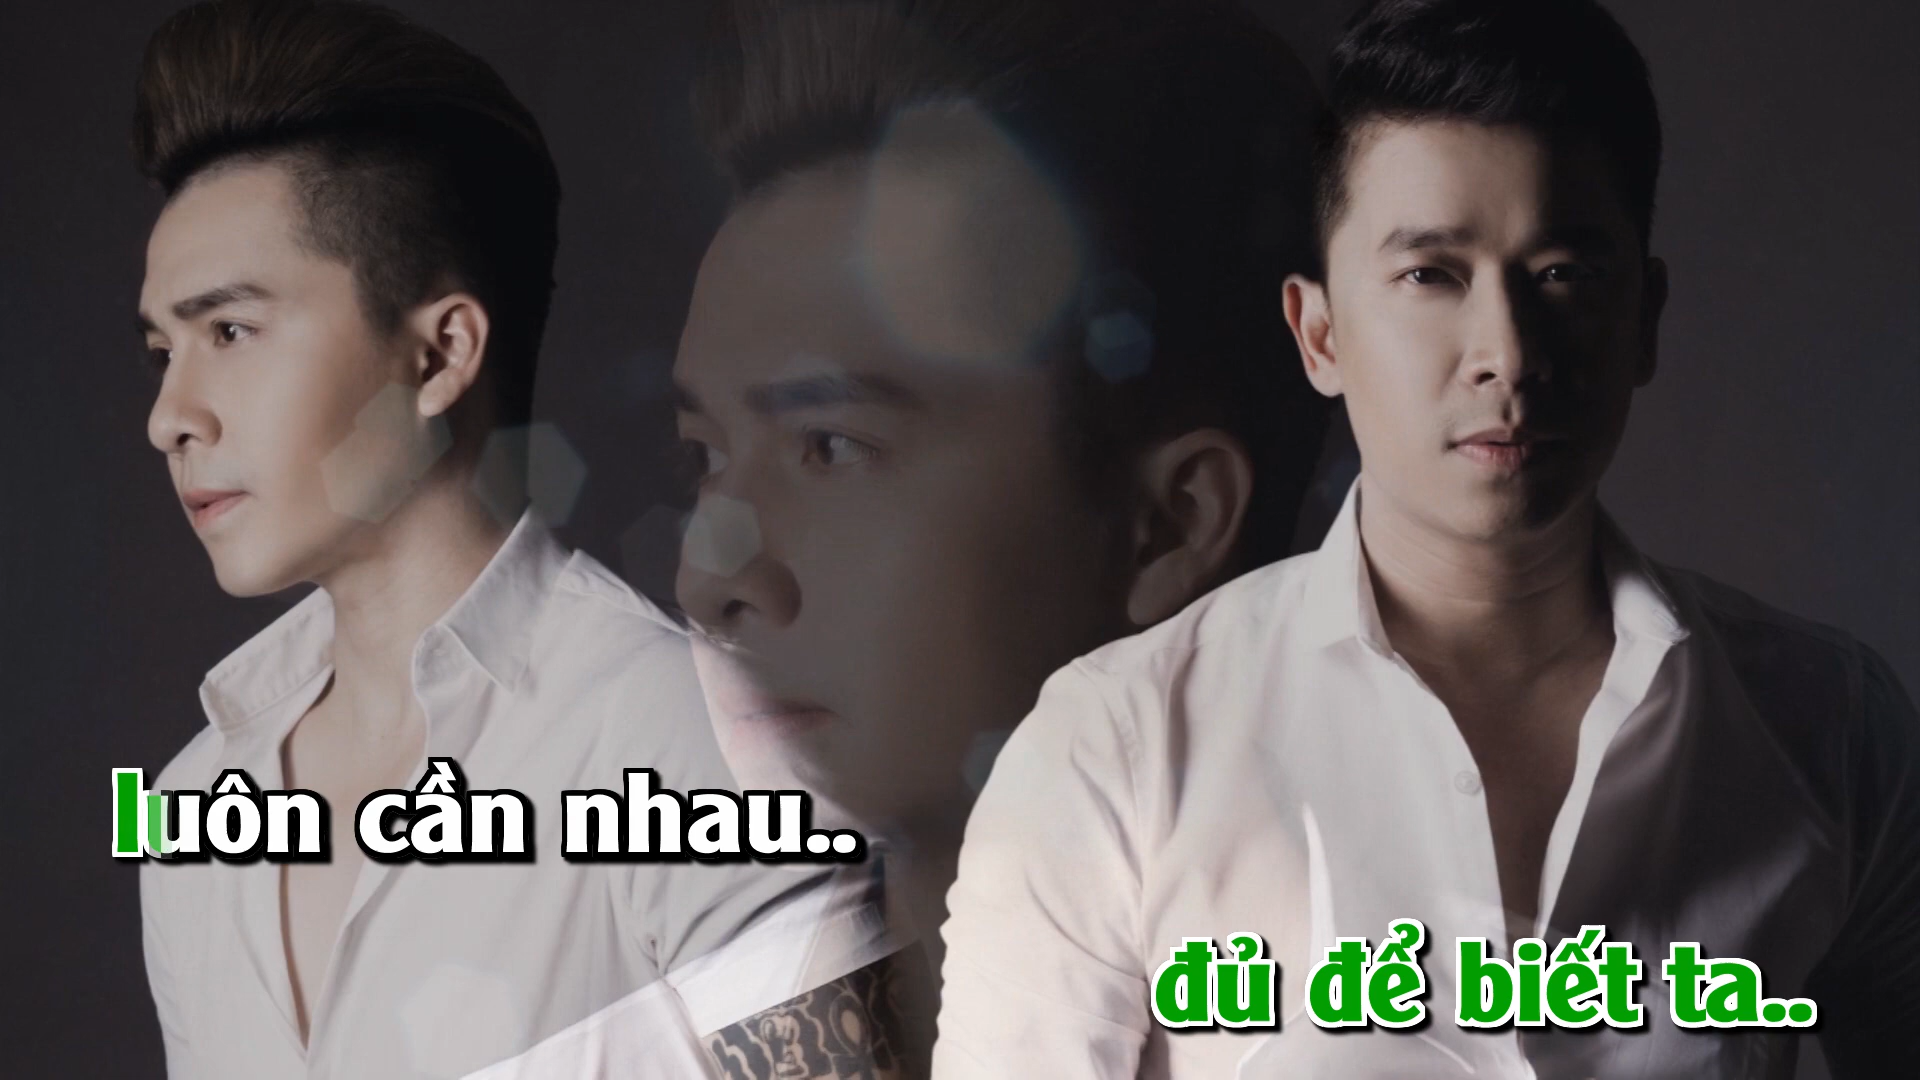 luôn cần nhau..
đủ để biết ta..